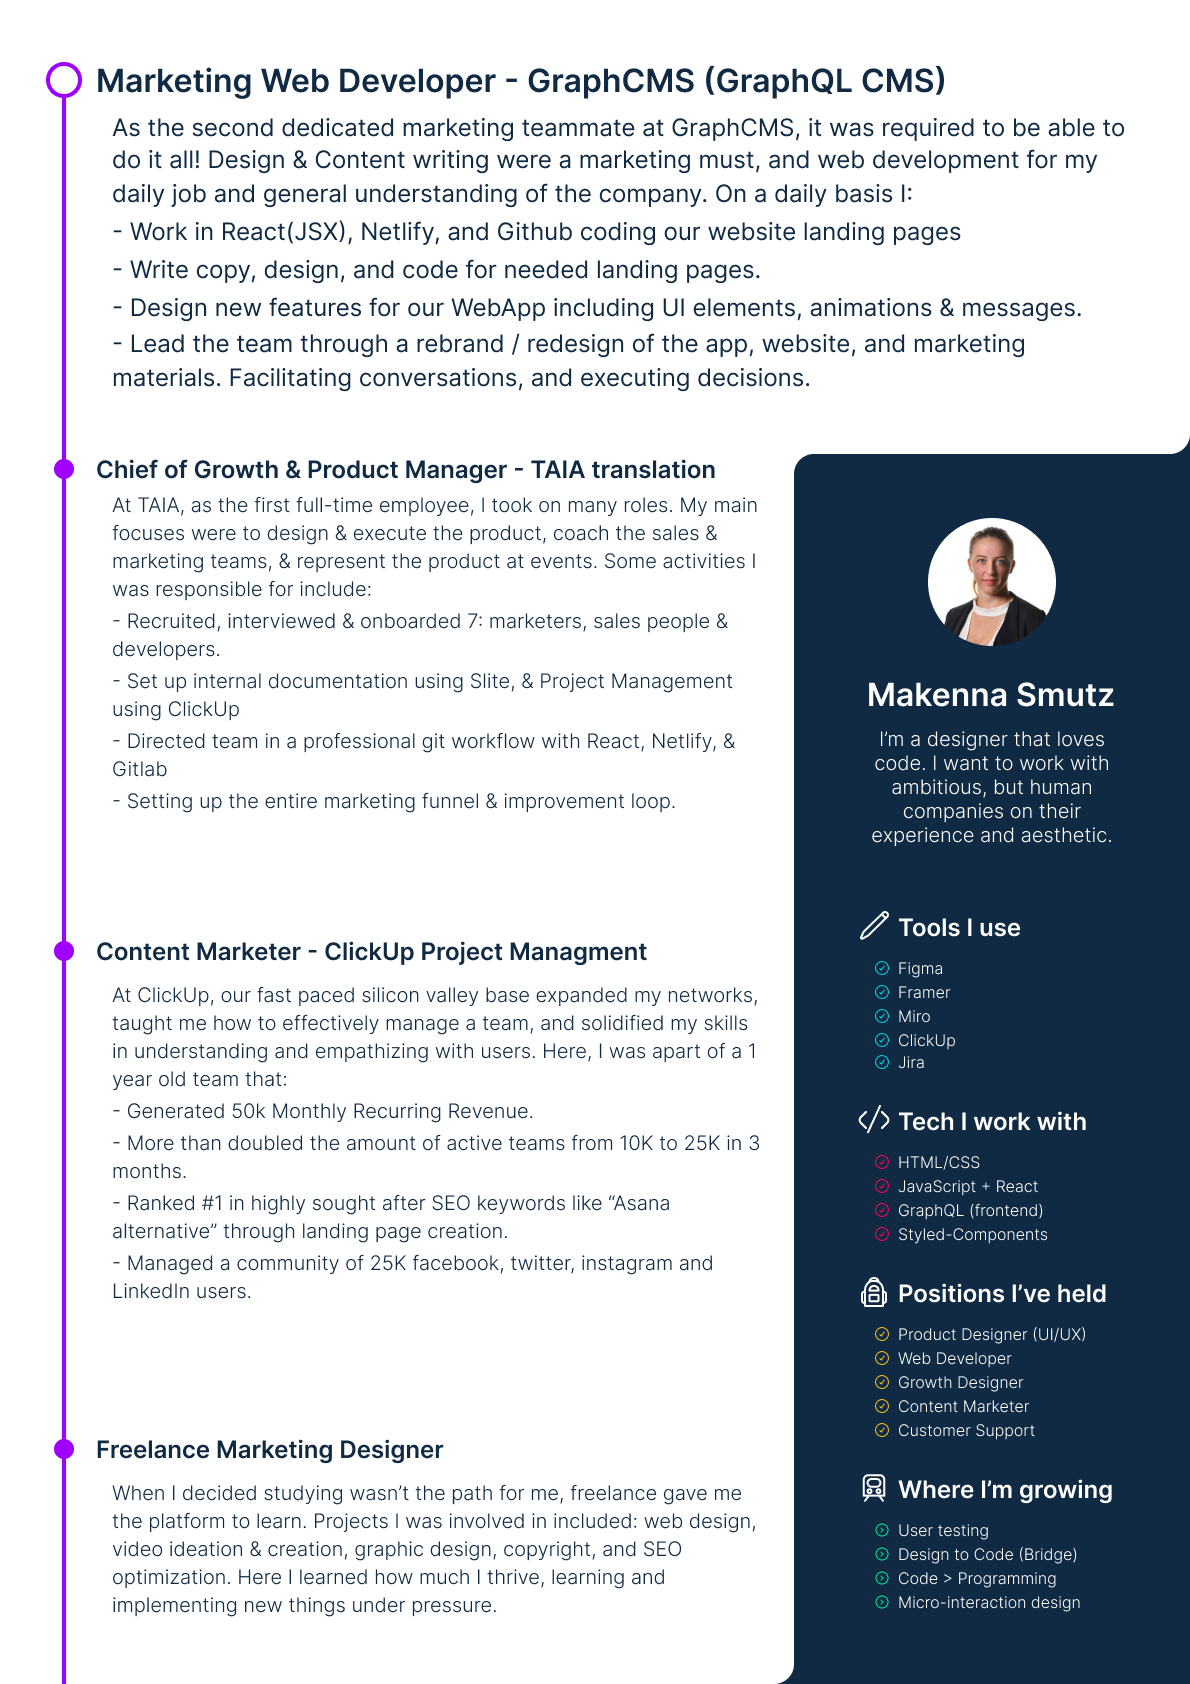 Marketing Web Developer - GraphCMS (GraphQL CMS)
As the second dedicated marketing teammate at GraphCMS, it was required to be able to
do it all! Design & Content writing were a marketing must, and web development for my
daily job and general understanding of the company. On a daily basis I:
- Work in React(JSX), Netlify, and Github coding our website landing pages
- Write copy, design, and code for needed landing pages.
- Design new features for our WebApp including UI elements, animations & messages.
- Lead the team through a rebrand / redesign of the app, website, and marketing
materials. Facilitating conversations, and executing decisions.
Chief of Growth & Product Manager - TAIA translation
At TAIA, as the first full-time employee, I took on many roles. My main
focuses were to design & execute the product, coach the sales &
marketing teams, & represent the product at events. Some activities I
was responsible for include:
- Recruited, interviewed & onboarded 7: marketers, sales people &
developers.
- Set up internal documentation using Slite, & Project Management
using ClickUp
- Directed team in a professional git workflow with React, Netlify, &
Gitlab
- Setting up the entire marketing funnel & improvement loop.
Content Marketer - ClickUp Project Managment
At ClickUp, our fast paced silicon valley base expanded my networks,
taught me how to effectively manage a team, and solidified my skills
in understanding and empathizing with users. Here, I was apart of a 1
year old team that:
- Generated 50k Monthly Recurring Revenue.
- More than doubled the amount of active teams from 10K to 25K in 3
months.
- Ranked #1 in highly sought after SEO keywords like “Asana
alternative” through landing page creation.
- Managed a community of 25K facebook, twitter, instagram and
LinkedIn users.
Freelance Marketing Designer
When I decided studying wasn’t the path for me, freelance gave me
the platform to learn. Projects I was involved in included: web design,
video ideation & creation, graphic design, copyright, and SEO
optimization. Here I learned how much I thrive, learning and
implementing new things under pressure.
Makenna Smutz
I’m a designer that loves
code. I want to work with
ambitious, but human
companies on their
experience and aesthetic.
Tools I use
Figma
Framer
Miro
ClickUp
Jira
Tech I work with
HTML/CSS
JavaScript + React
GraphQL (frontend)
Styled-Components
Positions I’ve held
Product Designer (UI/UX)
Web Developer
Growth Designer
Content Marketer
Customer Support
Where I’m growing
User testing
Design to Code (Bridge)
Code > Programming
Micro-interaction design